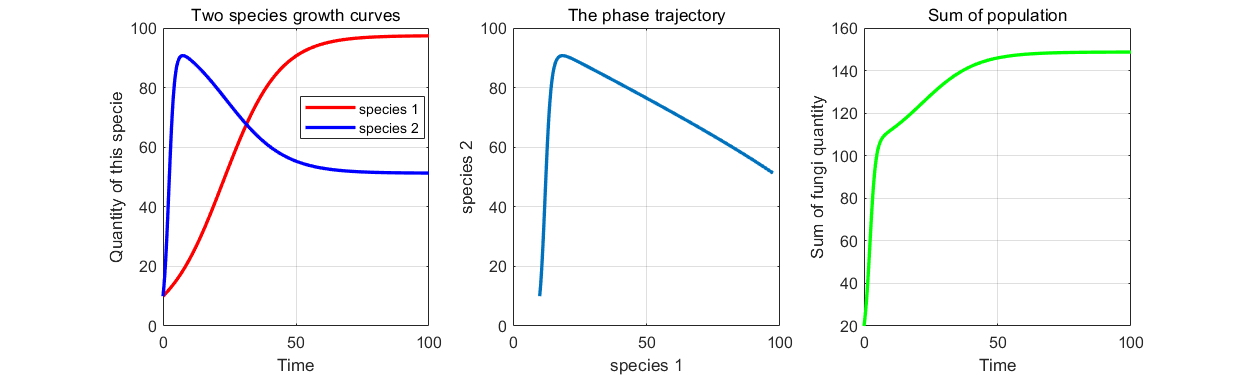 Two species growth curves
100
80
60
40
20
0
0
50
100
Quantity of this specie
Time
species 1
species 2
The phase trajectory
100
80
60
40
20
0
0
50
100
species 2
species 1
Sum of population
160
140
120
100
80
60
40
20
0
50
100
Sum of fungi quantity
Time